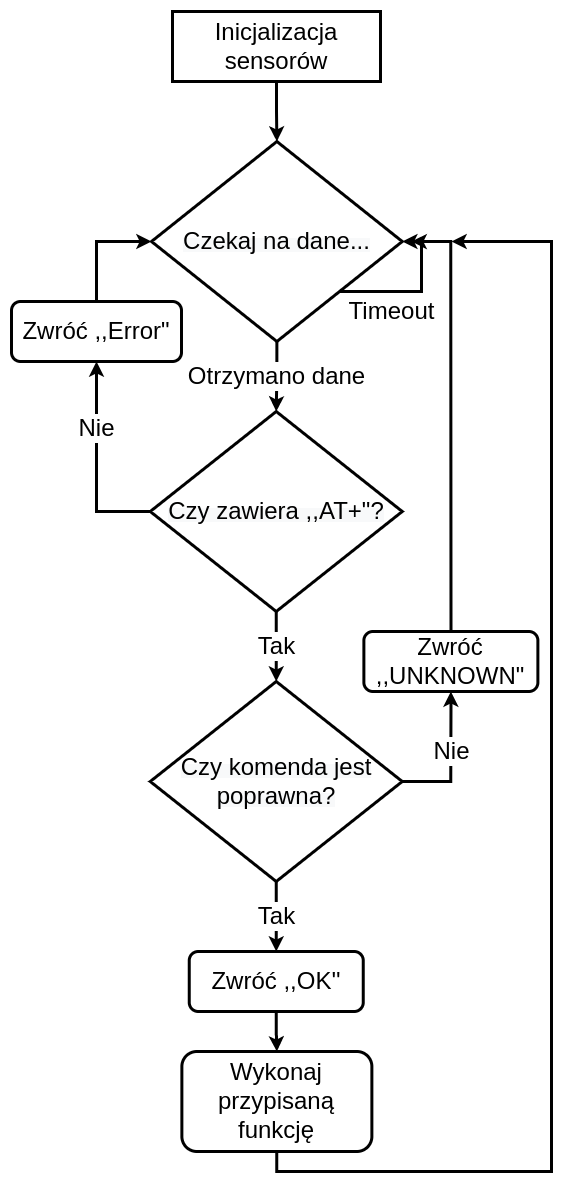 Inicjalizacja
sensorów
Czekaj na dane...
Timeout
Zwróć ,,Error"
Otrzymano dane
Nie
Czy zawiera ,,AT+"?
Tak
Zwróć
,,UNKNOWN"
Nie
Czy komenda jest
poprawna?
Tak
Zwróć ,,OK"
Wykonaj
przypisaną
funkcję